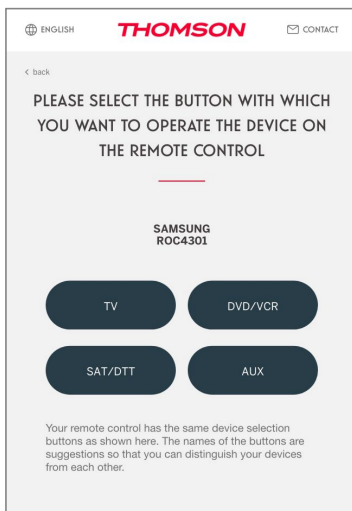 ENGLISH THOMSON CONTACT
< back
PLEASE SELECT THE BUTTON WITH WHICH
YOU WANT TO OPERATE THE DEVICE ON
THE REMOTE CONTROL
SAMSUNG
ROC4301
TV DVD/VCR
SAT/DTT AUX
Your remote control has the same device selection
buttons as shown here. The names of the buttons are
suggestions so that you can distinguish your devices
from each other.